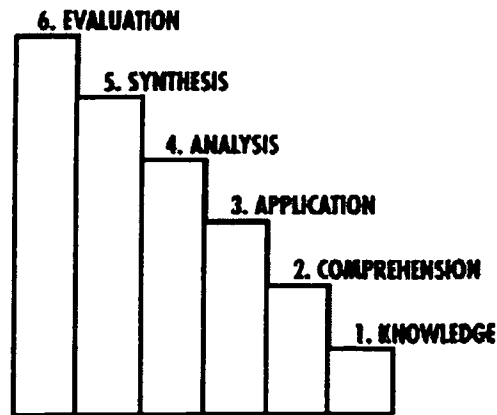 6. EVALUATION
5. SYNTHESIS
4. ANALYSIS
3. APPLICATION
2. COMPREHENSION
1. KNOWLEDGE